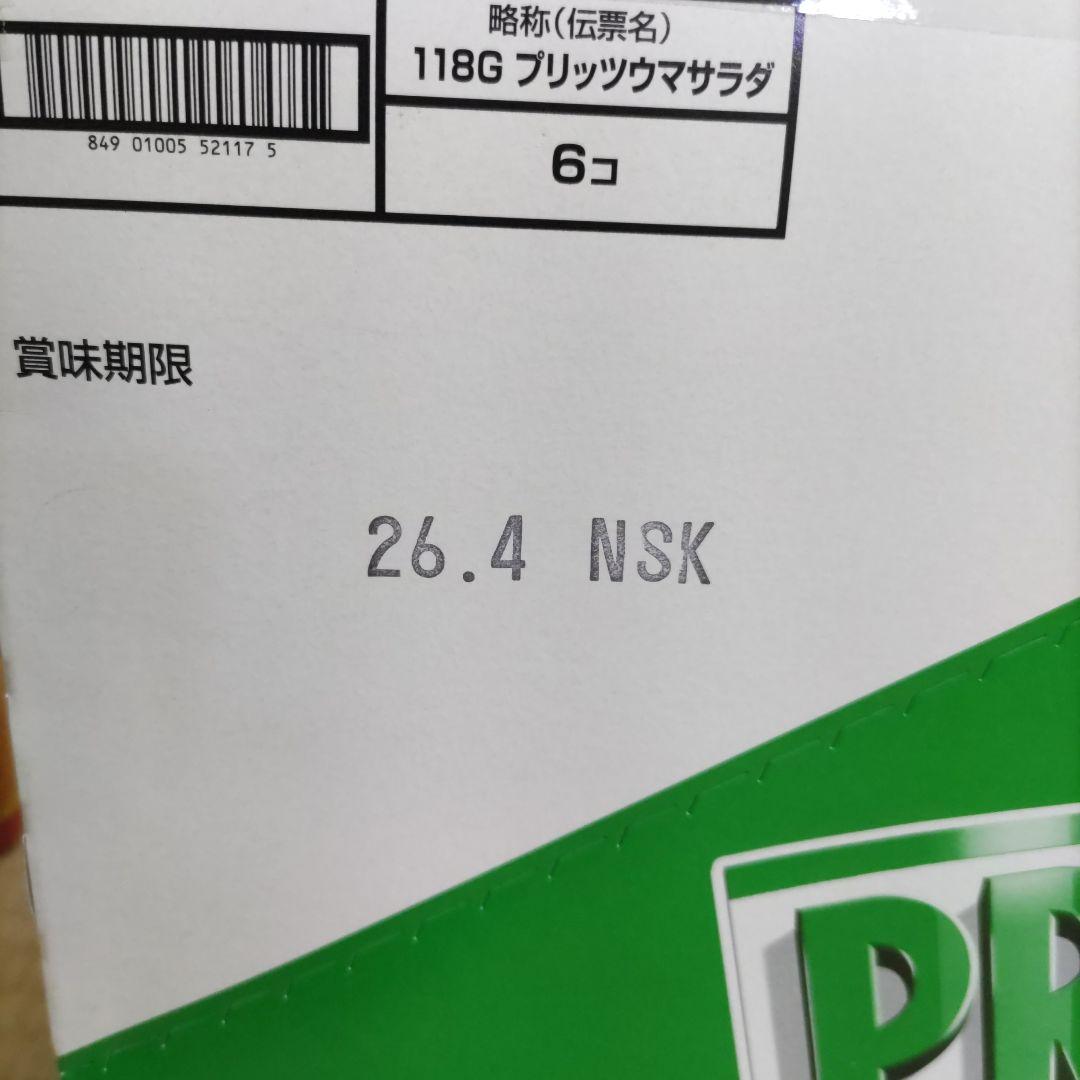 略称(伝票名)
118G プリッツウマサラダ
849 01005 52117 5
6コ
賞味期限
26.4 NSK
PR